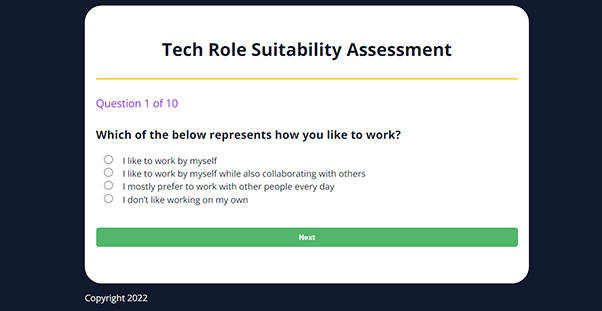 Tech Role Suitability Assessment
Question 1 of 10
Which of the below represents how you like to work?
I like to work by myself
I like to work by myself while also collaborating with others
I mostly prefer to work with other people every day
I don't like working on my own
Next
Copyright 2022